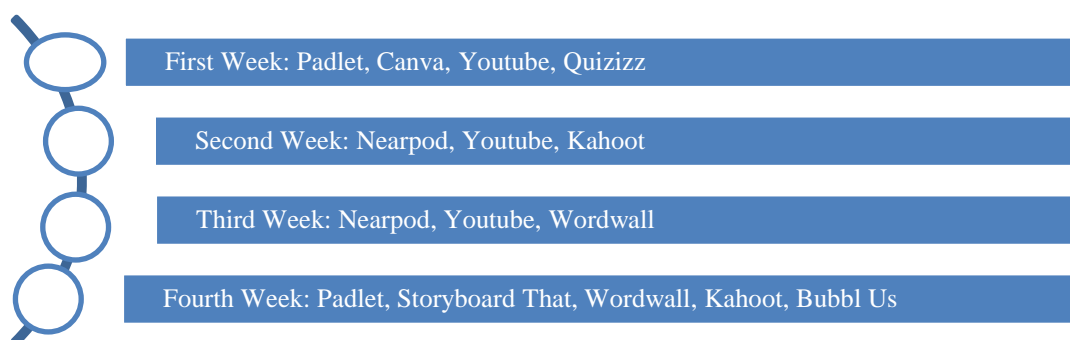 First Week: Padlet, Canva, Youtube, Quizizz
Second Week: Nearpod, Youtube, Kahoot
Third Week: Nearpod, Youtube, Wordwall
Fourth Week: Padlet, Storyboard That, Wordwall, Kahoot, Bubbl Us